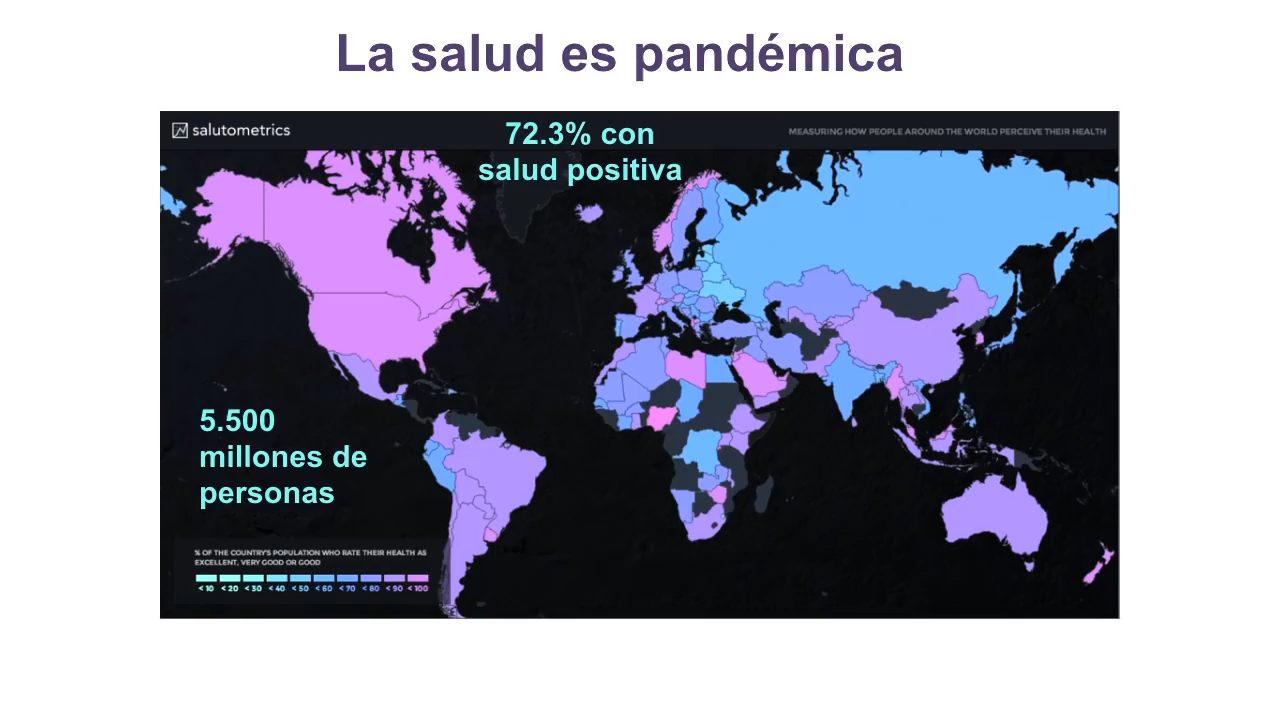 La salud es pandémica
salutometrics
72.3% con
salud positiva
MEASURING HOW PEOPLE AROUND THE WORLD PERCEIVE THEIR HEALTH
5.500
millones de
personas
% OF THE COUNTRY'S POPULATION WHO RATE THEIR HEALTH AS
EXCELLENT, VERY GOOD OR GOOD
< 10 < 20 < 30 < 40 < 50 < 60 < 70 < 80 < 90 < 100